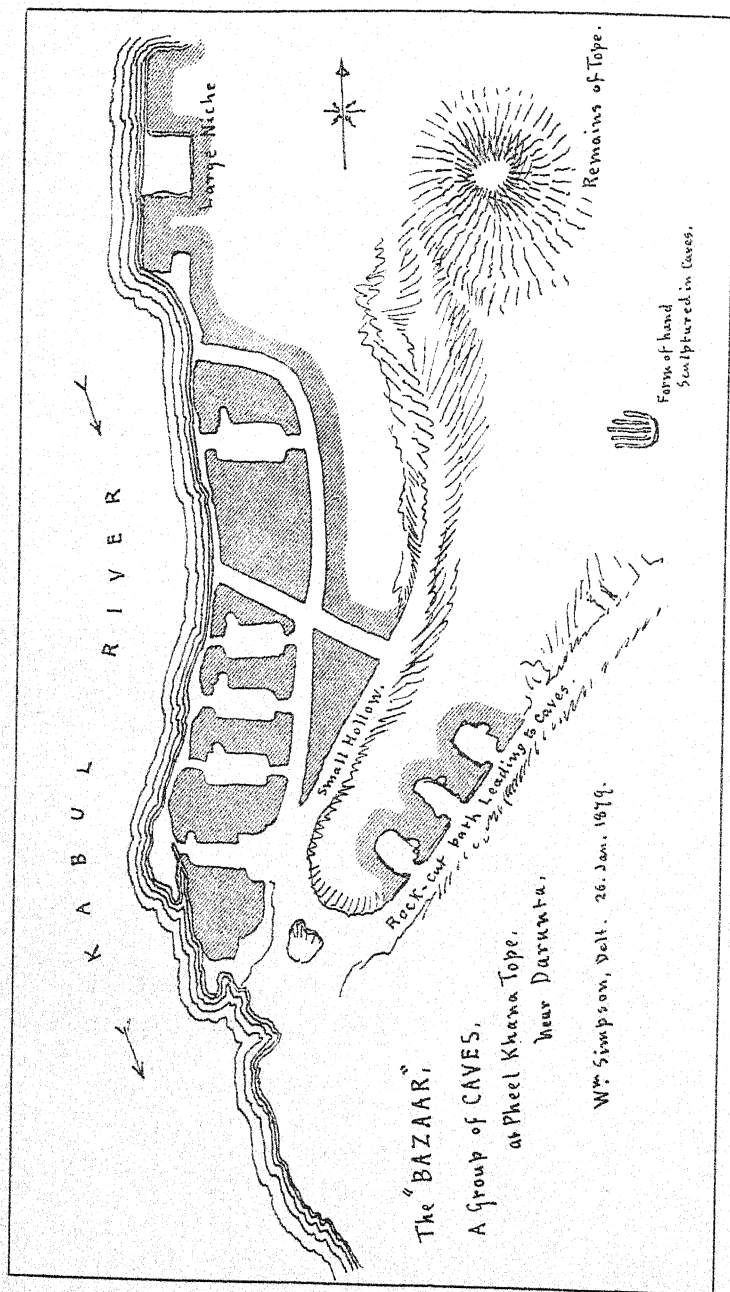 KABUL RIVER
Large Niche
Remains of Tope.
Small Hollow.
Form of hand
Sculptured in Caves.
Rock-cut path Leading to Caves.
The "BAZAAR",
A Group of CAVES,
at Pheel Khana Tope,
near Darunta,
Wm Simpson, Delt. 26. Jan. 1879.